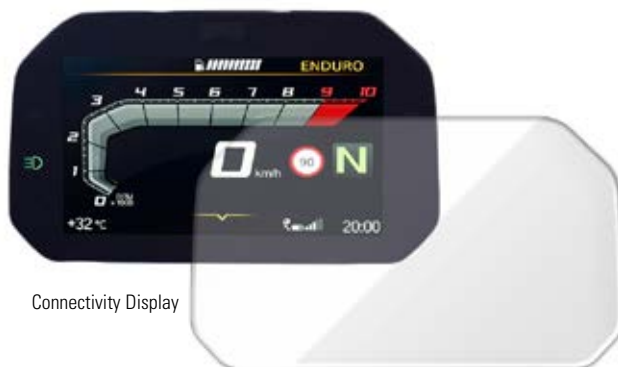 ENDURO
3 4 5 6 7 8 9 10
2
1
0 km/h 90 N
0
+32 °C 20:00
Connectivity Display